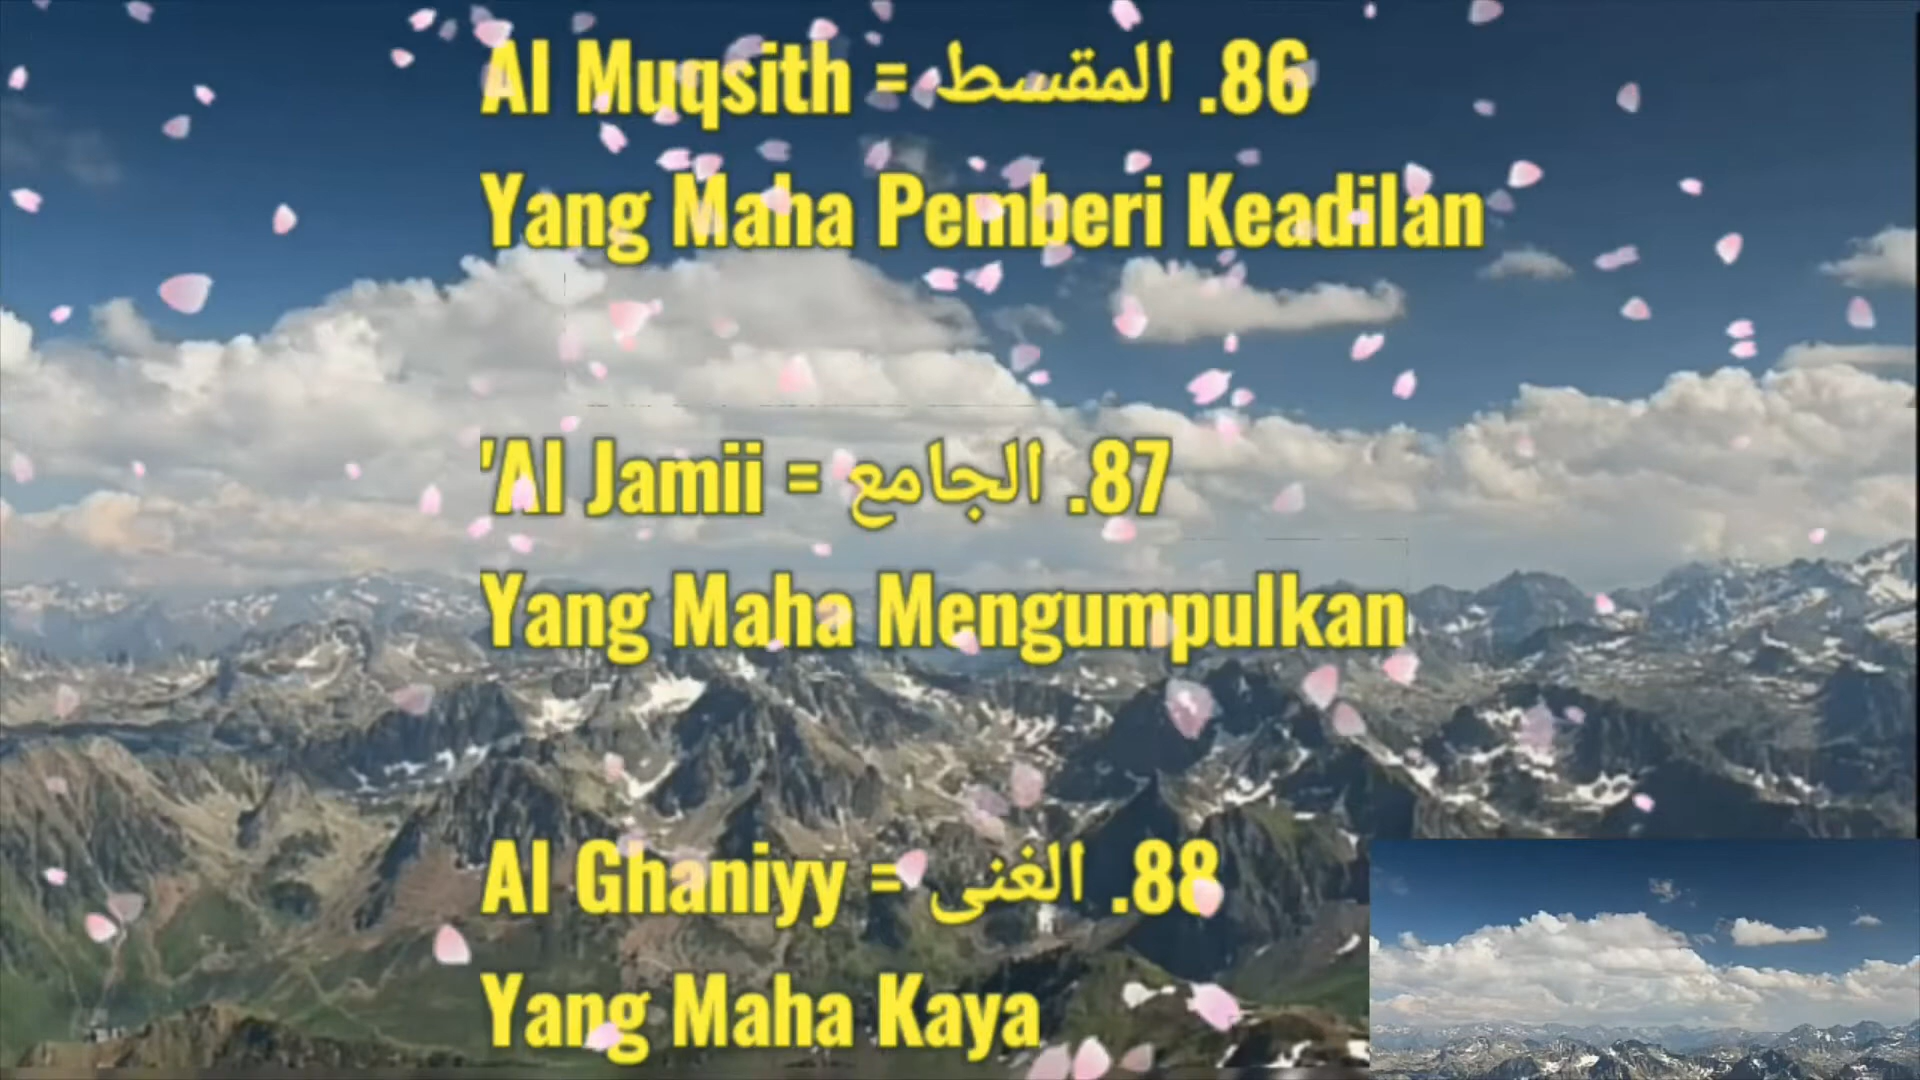 Al Muqsith = المقسط .86
Yang Maha Pemberi Keadilan
'Al Jamii = الجامع .87
Yang Maha Mengumpulkan
Al Ghaniyy = الغنى .88
Yang Maha Kaya